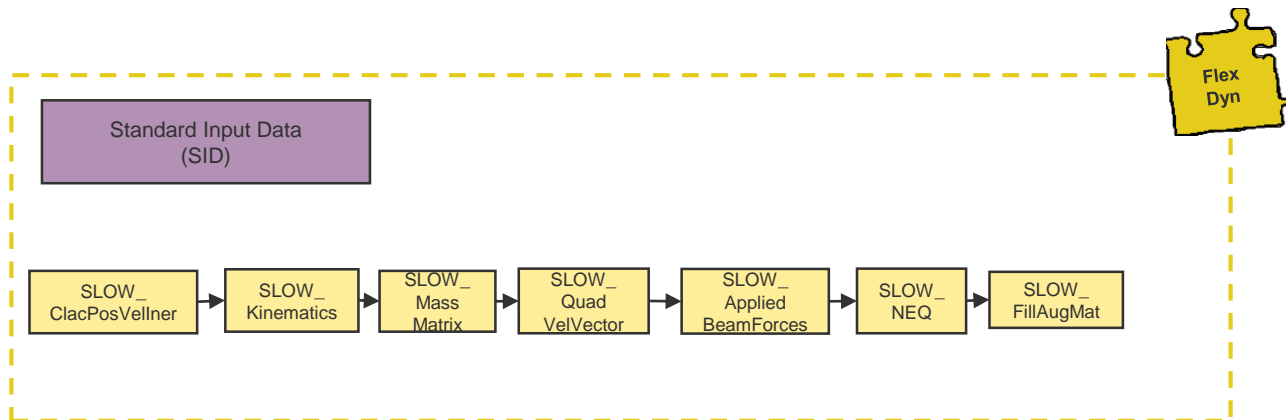 Flex
Dyn
Standard Input Data
(SID)
SLOW_
ClacPosVelIner
SLOW_
Kinematics
SLOW_
Mass
Matrix
SLOW_
Quad
VelVector
SLOW_
Applied
BeamForces
SLOW_
NEQ
SLOW_
FillAugMat